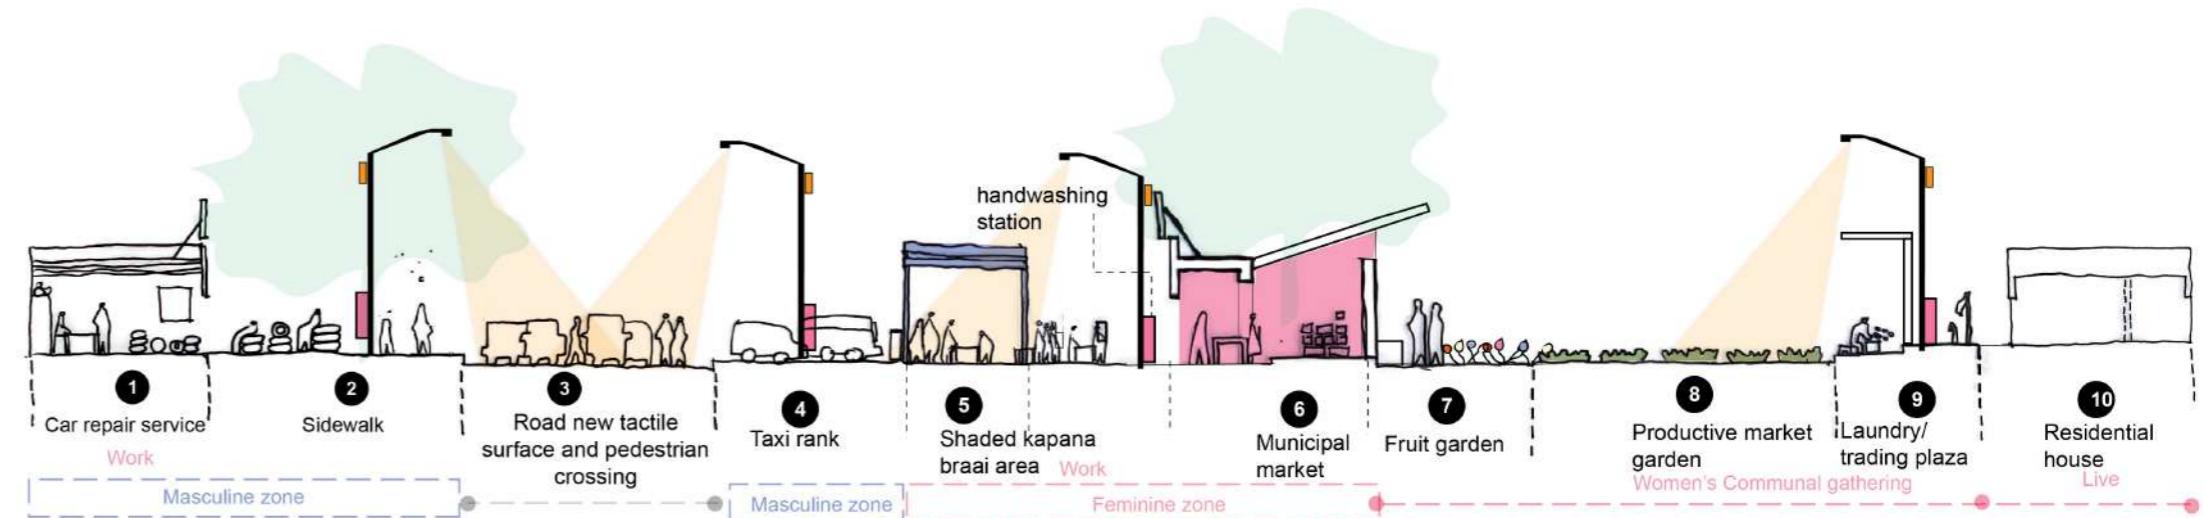 handwashing
station
1
Car repair service
Work
Masculine zone
2
Sidewalk
3
Road new tactile
surface and pedestrian
crossing
4
Taxi rank
Masculine zone
5
Shaded kapana
braai area
Work
Feminine zone
6
Municipal
market
7
Fruit garden
8
Productive market
garden
Women's Communal gathering
9
Laundry/
trading plaza
10
Residential
house
Live